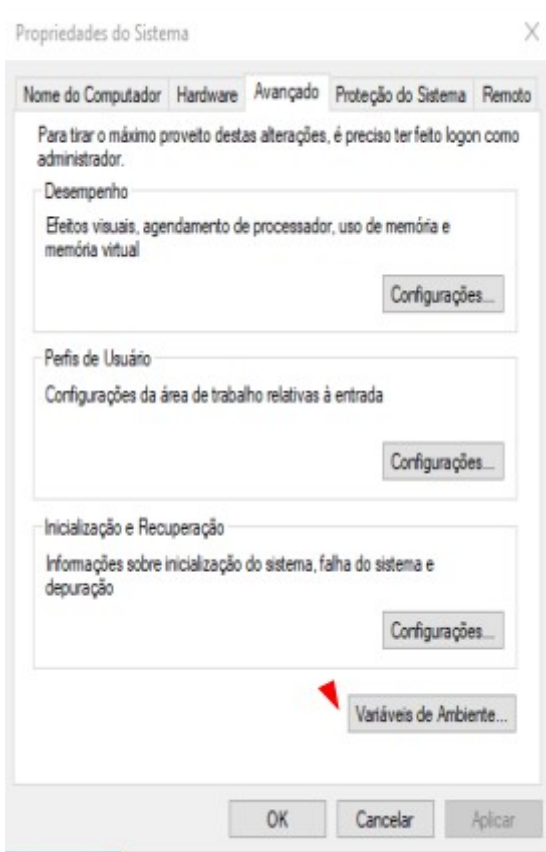 Propriedades do Sistema
Nome do Computador Hardware Avançado Proteção do Sistema Remoto
Para tirar o máximo proveito destas alterações, é preciso ter feito logon como
administrador.
Desempenho
Efeitos visuais, agendamento de processador, uso de memória e
memória virtual
Configurações...
Perfis de Usuário
Configurações da área de trabalho relativas à entrada
Configurações...
Inicialização e Recuperação
Informações sobre inicialização do sistema, falha do sistema e
depuração
Configurações...
Variáveis de Ambiente...
OK Cancelar Aplicar